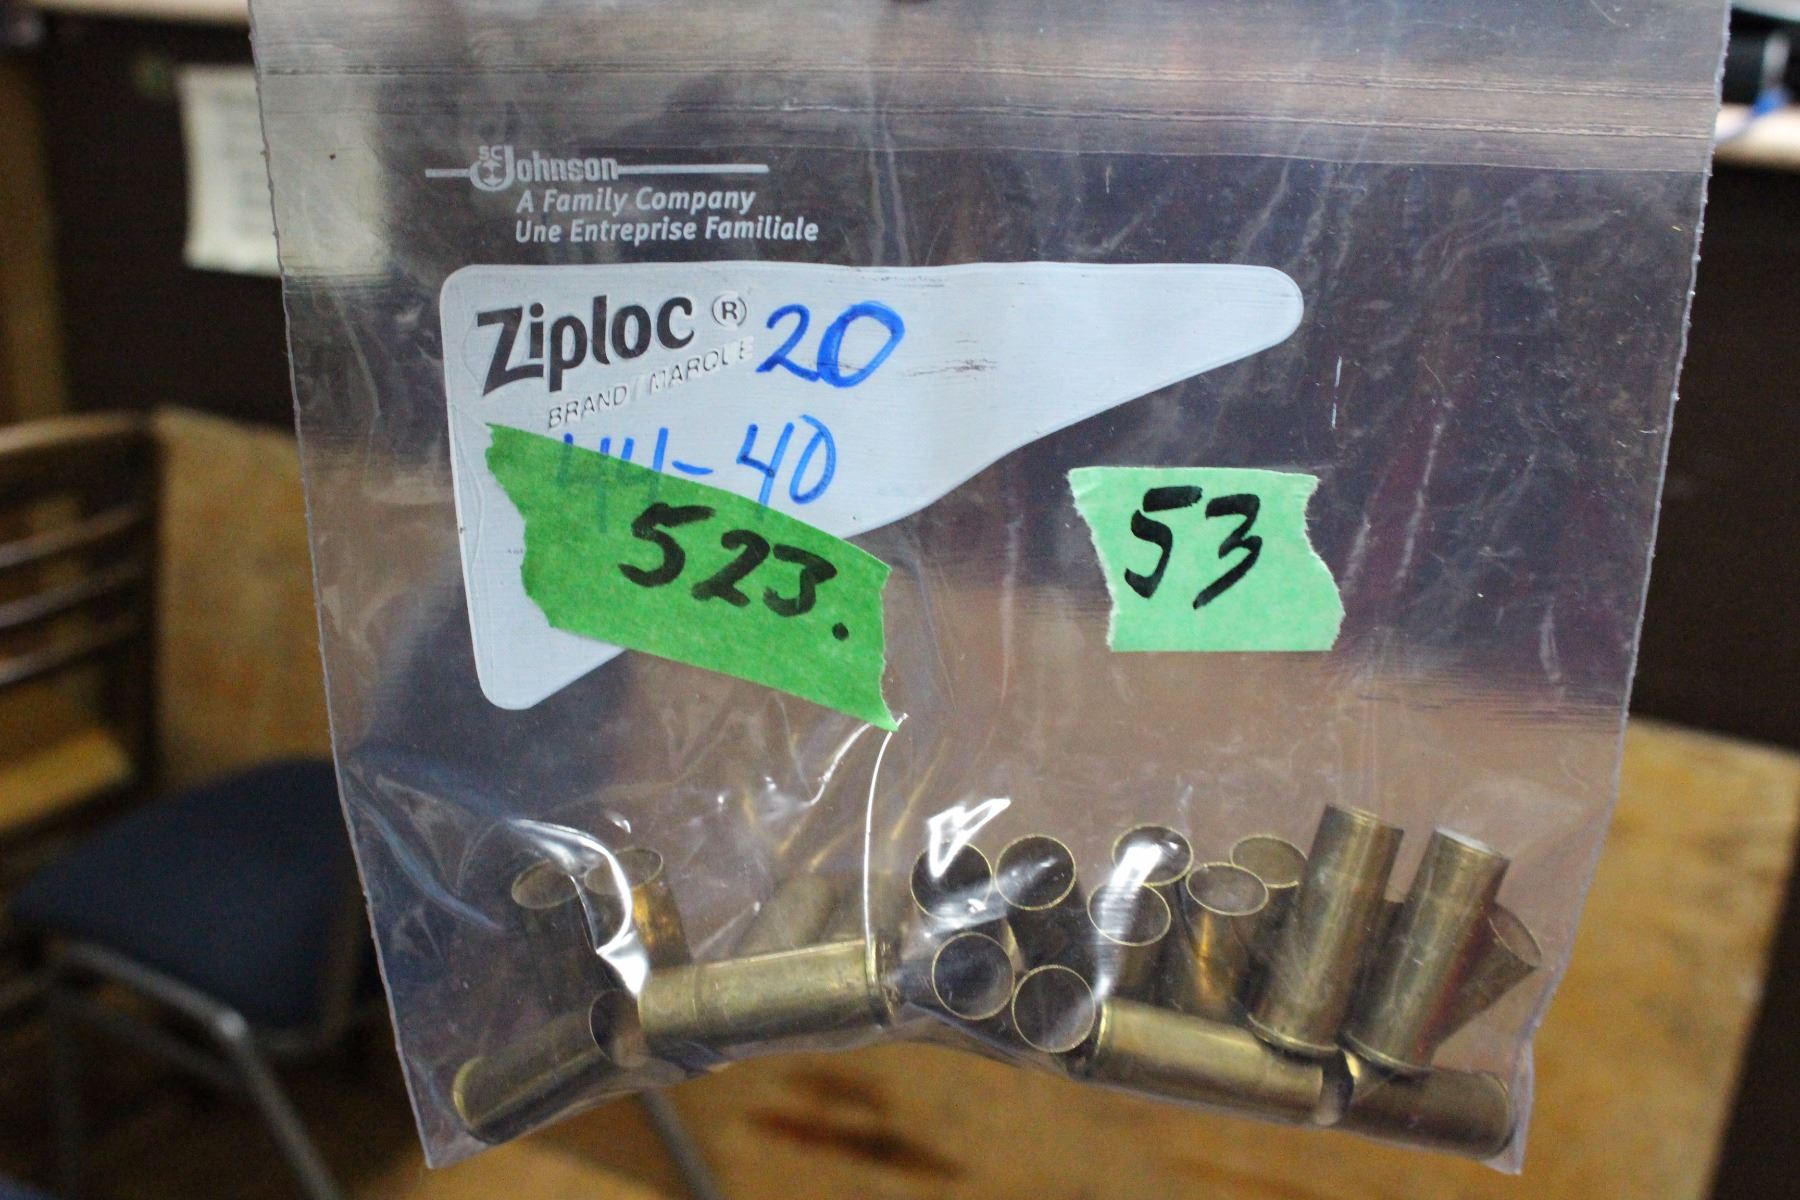 SC Johnson
A Family Company
Une Entreprise Familiale
Ziploc ® 20
BRAND / MARQUE
44-40
523.
53